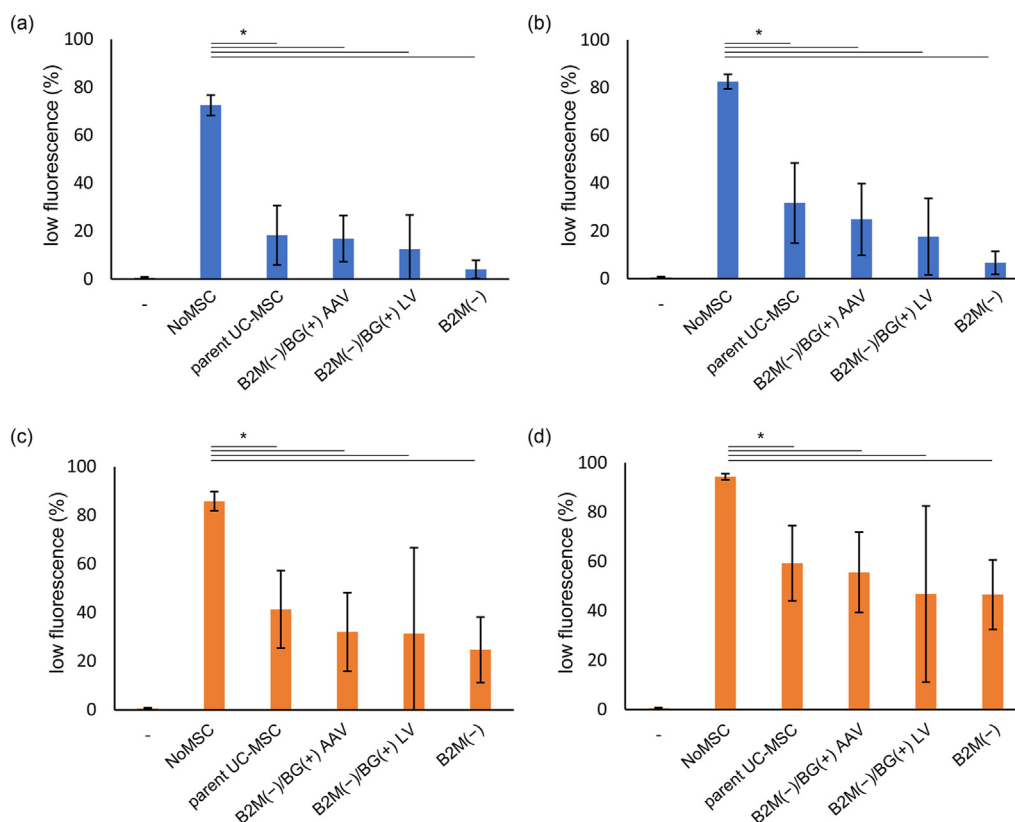 (a)
low fluorescence (%)
100
80
60
40
20
0
*
-
NoMSC
parent UC-MSC
B2M(−)/BG(+) AAV
B2M(−)/BG(+) LV
B2M(−)
(b)
low fluorescence (%)
100
80
60
40
20
0
*
-
NoMSC
parent UC-MSC
B2M(−)/BG(+) AAV
B2M(−)/BG(+) LV
B2M(−)
(c)
low fluorescence (%)
100
80
60
40
20
0
*
-
NoMSC
parent UC-MSC
B2M(−)/BG(+) AAV
B2M(−)/BG(+) LV
B2M(−)
(d)
low fluorescence (%)
100
80
60
40
20
0
*
-
NoMSC
parent UC-MSC
B2M(−)/BG(+) AAV
B2M(−)/BG(+) LV
B2M(−)